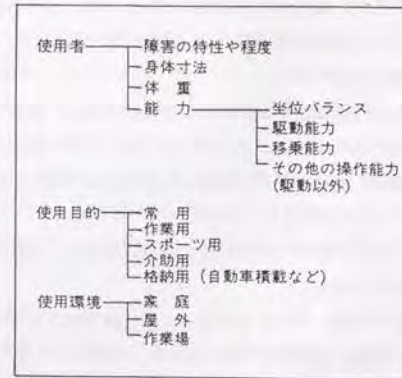 使用者 障害の特性や程度
身体寸法
体 重
能 力 坐位バランス
駆動能力
移乗能力
その他の操作能力
(駆動以外)
使用目的 常 用
作業用
スポーツ用
介助用
格納用 (自動車積載など)
使用環境 家 庭
屋 外
作業場